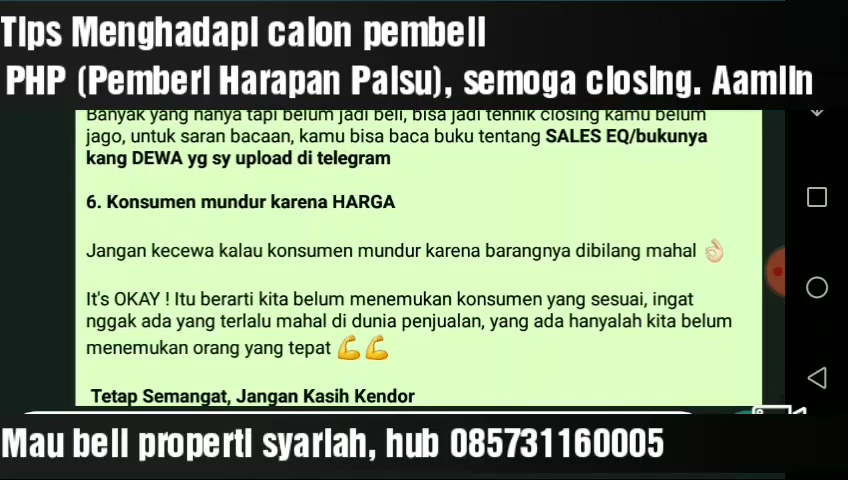 Tips Menghadapi calon pembeli
PHP (Pemberi Harapan Palsu), semoga closing. Aamiin
Banyak yang nanya tapi belum jadi beli, bisa jadi tehnik closing kamu belum
jago, untuk saran bacaan, kamu bisa baca buku tentang SALES EQ/bukunya
kang DEWA yg sy upload di telegram
6. Konsumen mundur karena HARGA
Jangan kecewa kalau konsumen mundur karena barangnya dibilang mahal 👌🏻
It's OKAY ! Itu berarti kita belum menemukan konsumen yang sesuai, ingat
nggak ada yang terlalu mahal di dunia penjualan, yang ada hanyalah kita belum
menemukan orang yang tepat 💪💪
Tetap Semangat, Jangan Kasih Kendor
Mau beli properti syariah, hub 085731160005